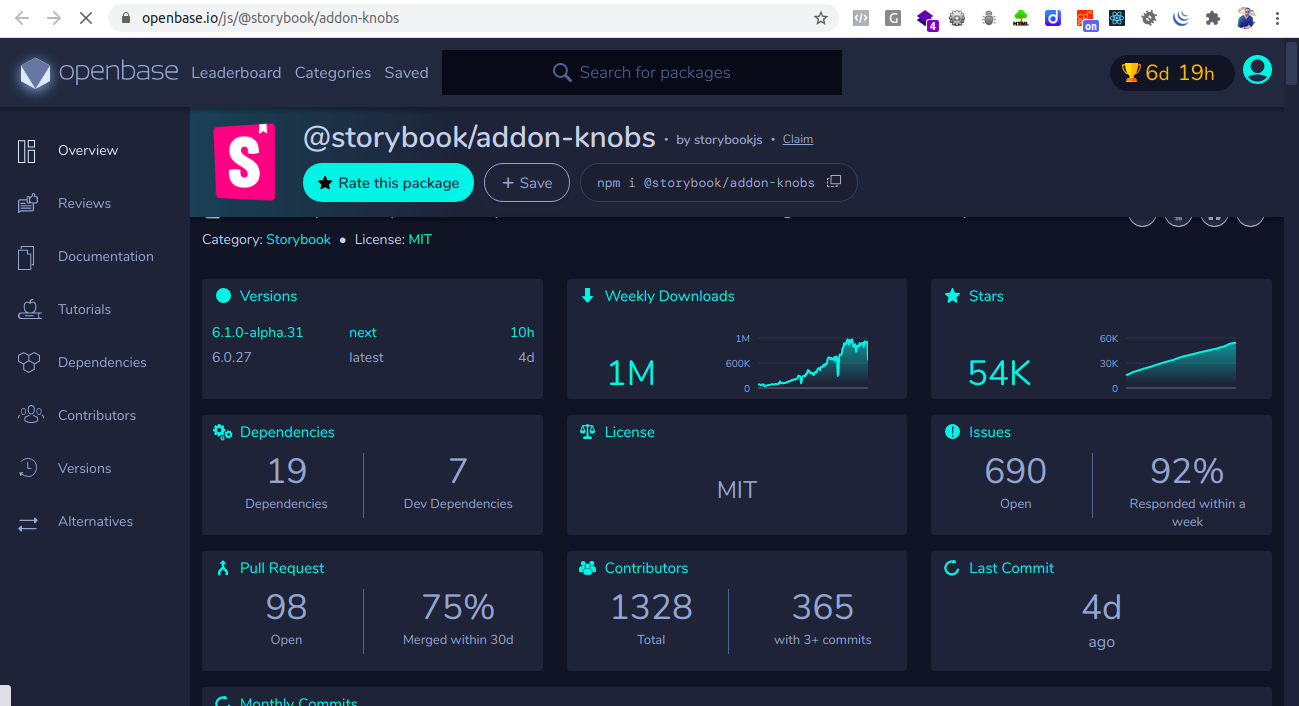 openbase.io/js/@storybook/addon-knobs
4
HTML
on
openbase Leaderboard Categories Saved Search for packages 6d 19h
Overview
Reviews
Documentation
Tutorials
Dependencies
Contributors
Versions
Alternatives
S
@storybook/addon-knobs · by storybookjs · Claim
Rate this package + Save npm i @storybook/addon-knobs
Category: Storybook ● License: MIT
Versions
6.1.0-alpha.31 next 10h
6.0.27 latest 4d
Weekly Downloads
1M
1M
600K
0
Stars
54K
60K
30K
0
Dependencies
19 7
Dependencies Dev Dependencies
License
MIT
Issues
690 92%
Open Responded within a
week
Pull Request
98 75%
Open Merged within 30d
Contributors
1328 365
Total with 3+ commits
Last Commit
4d
ago
Monthly Commits